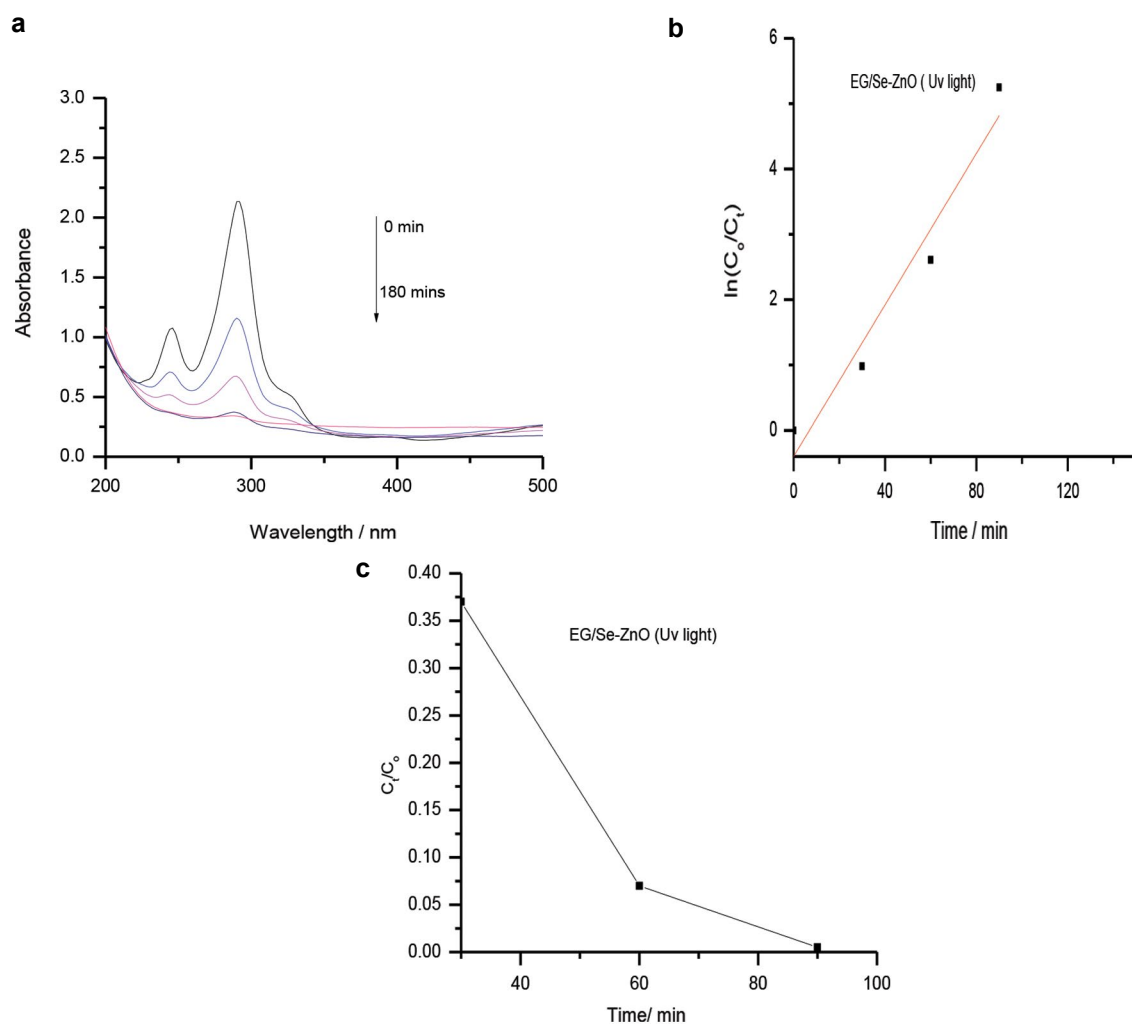 a
3.0
2.5
2.0
1.5
1.0
0.5
0.0
Absorbance
0 min
180 mins
200
300
400
500
Wavelength / nm
b
6
4
2
0
ln(Co/Ct)
EG/Se-ZnO ( Uv light)
0
40
80
120
Time / min
c
0.40
0.35
0.30
0.25
0.20
0.15
0.10
0.05
0.00
Ct/Co
EG/Se-ZnO (Uv light)
40
60
80
100
Time/ min